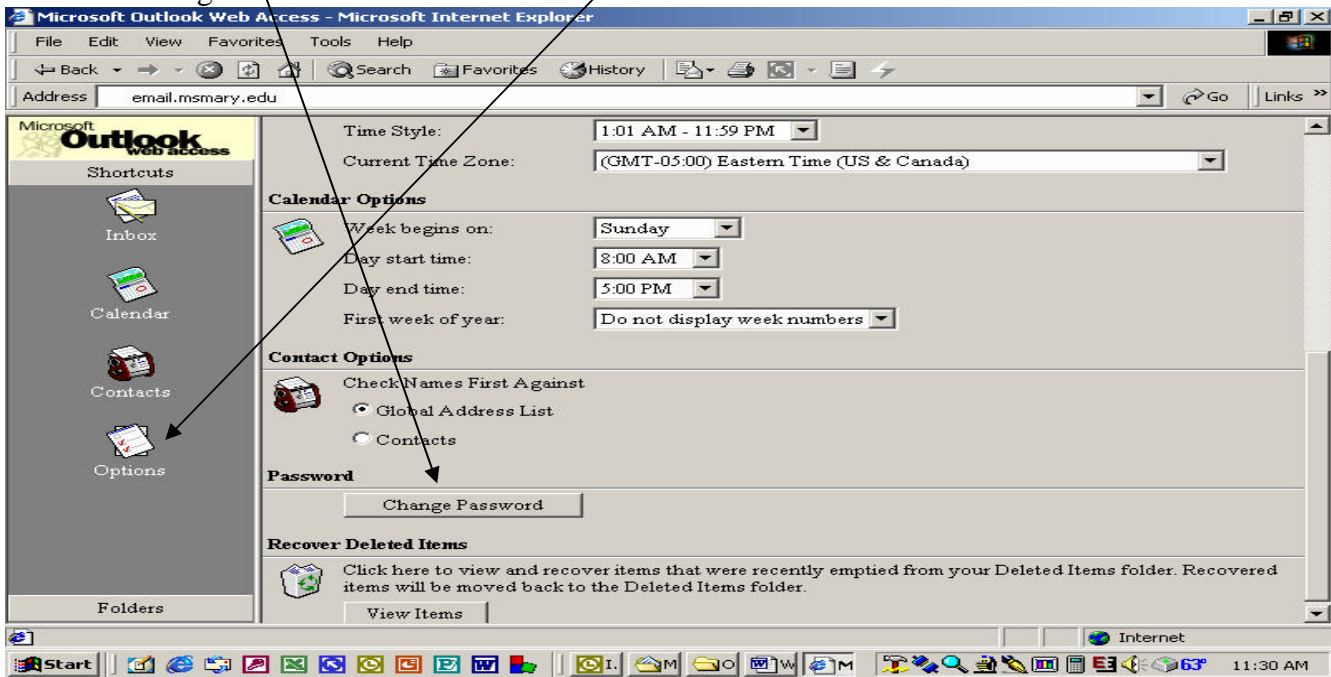 Microsoft Outlook Web Access - Microsoft Internet Explorer
File Edit View Favorites Tools Help
Back Search Favorites History
Address email.msmary.edu Go Links »
Microsoft
Outlook
web access
Shortcuts
Inbox
Calendar
Contacts
Options
Folders
Time Style: 1:01 AM - 11:59 PM
Current Time Zone: (GMT-05:00) Eastern Time (US & Canada)
Calendar Options
Week begins on: Sunday
Day start time: 8:00 AM
Day end time: 5:00 PM
First week of year: Do not display week numbers
Contact Options
Check Names First Against
Global Address List
Contacts
Password
Change Password
Recover Deleted Items
Click here to view and recover items that were recently emptied from your Deleted Items folder. Recovered
items will be moved back to the Deleted Items folder.
View Items
Internet
Start I. M O W M 63° 11:30 AM